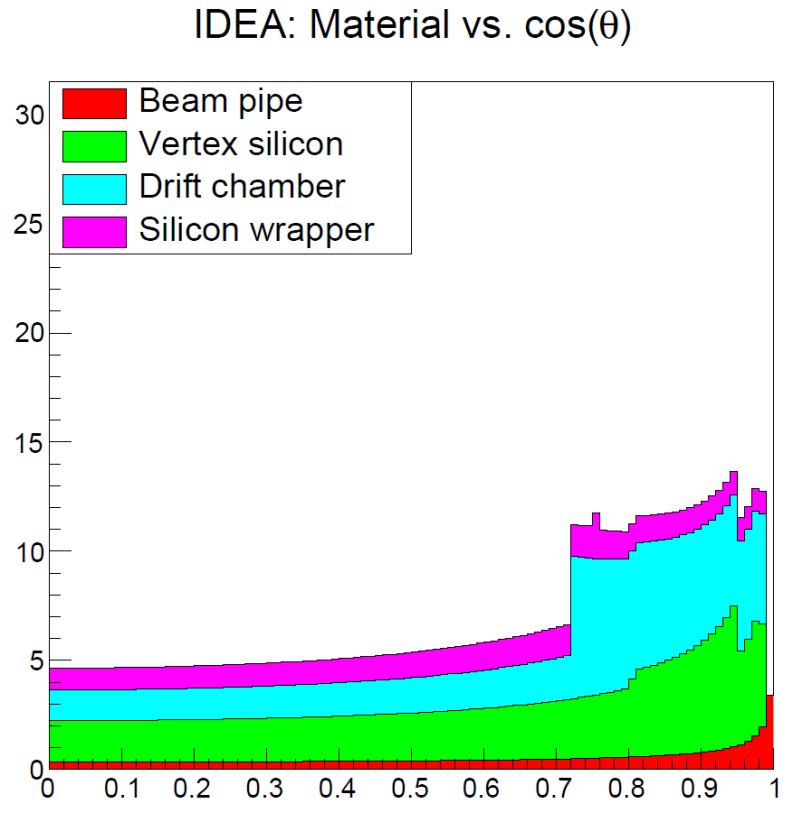 IDEA: Material vs. cos(θ)
Beam pipe
Vertex silicon
Drift chamber
Silicon wrapper
30
25
20
15
10
5
0
0 0.1 0.2 0.3 0.4 0.5 0.6 0.7 0.8 0.9 1